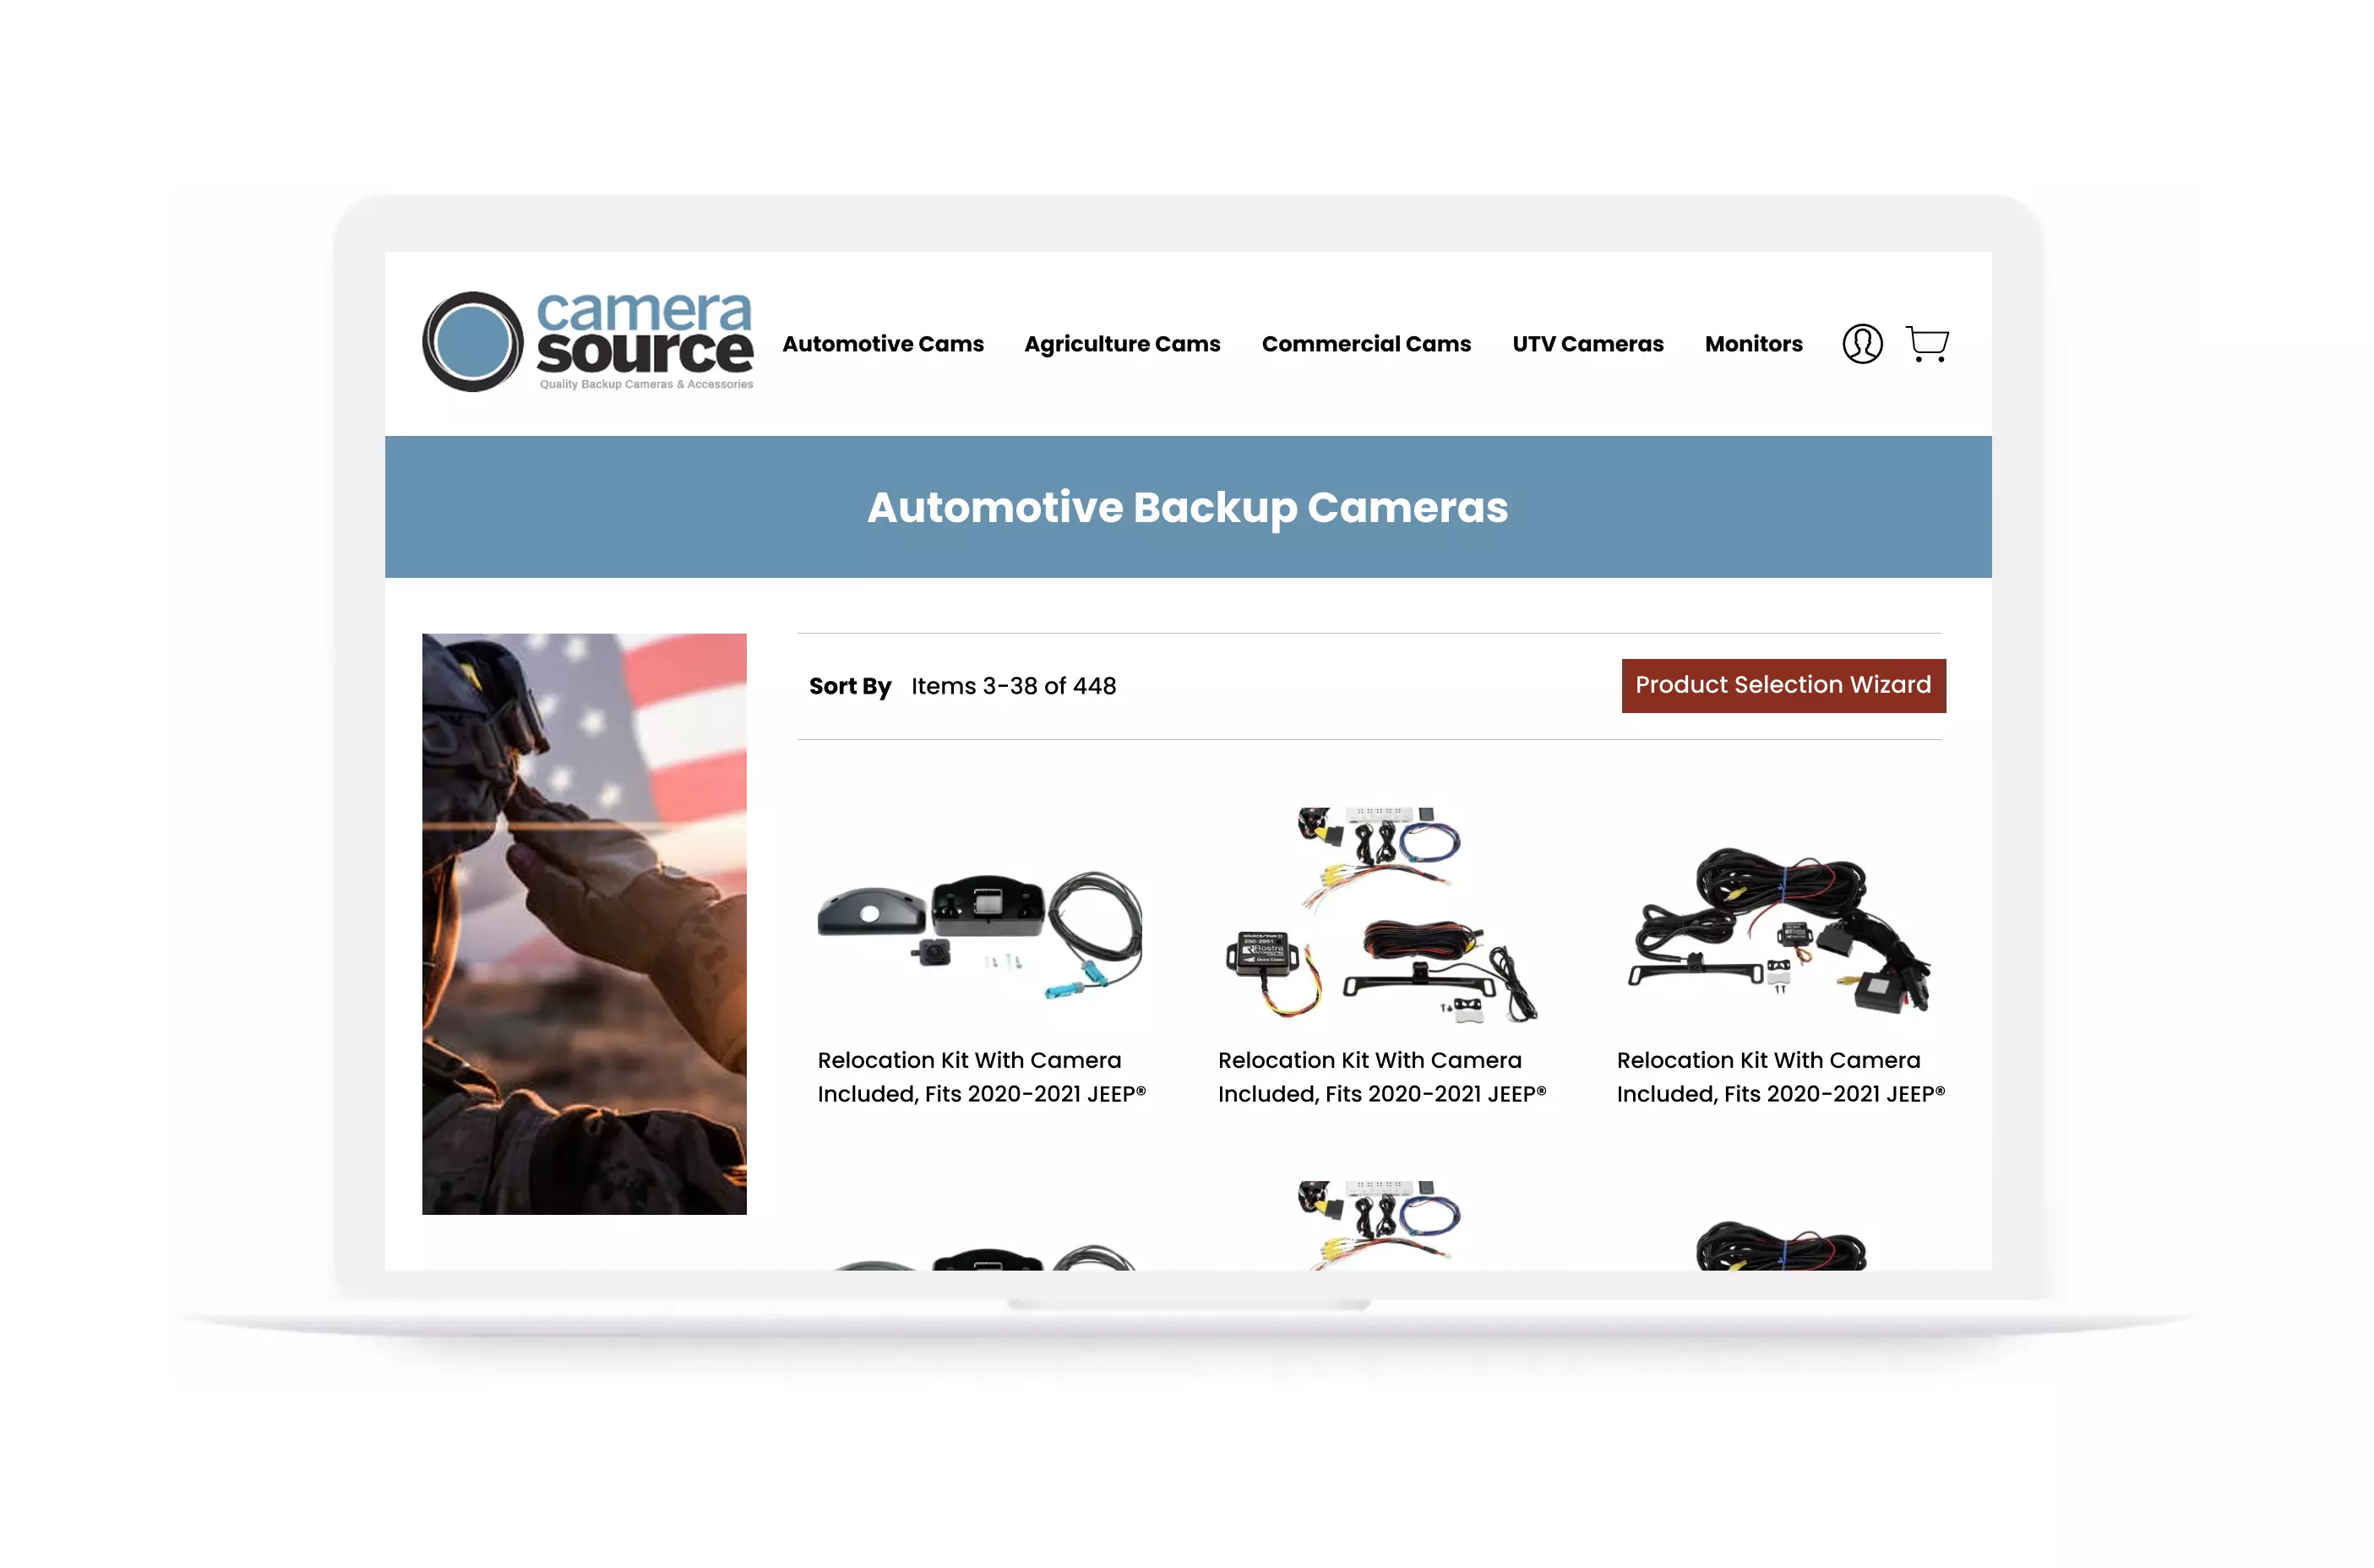 camera
source
Quality Backup Cameras & Accessories
Automotive Cams Agriculture Cams Commercial Cams UTV Cameras Monitors
Automotive Backup Cameras
Sort By Items 3-38 of 448
Product Selection Wizard
Rostra
Relocation Kit With Camera
Included, Fits 2020-2021 JEEP®
Relocation Kit With Camera
Included, Fits 2020-2021 JEEP®
Relocation Kit With Camera
Included, Fits 2020-2021 JEEP®